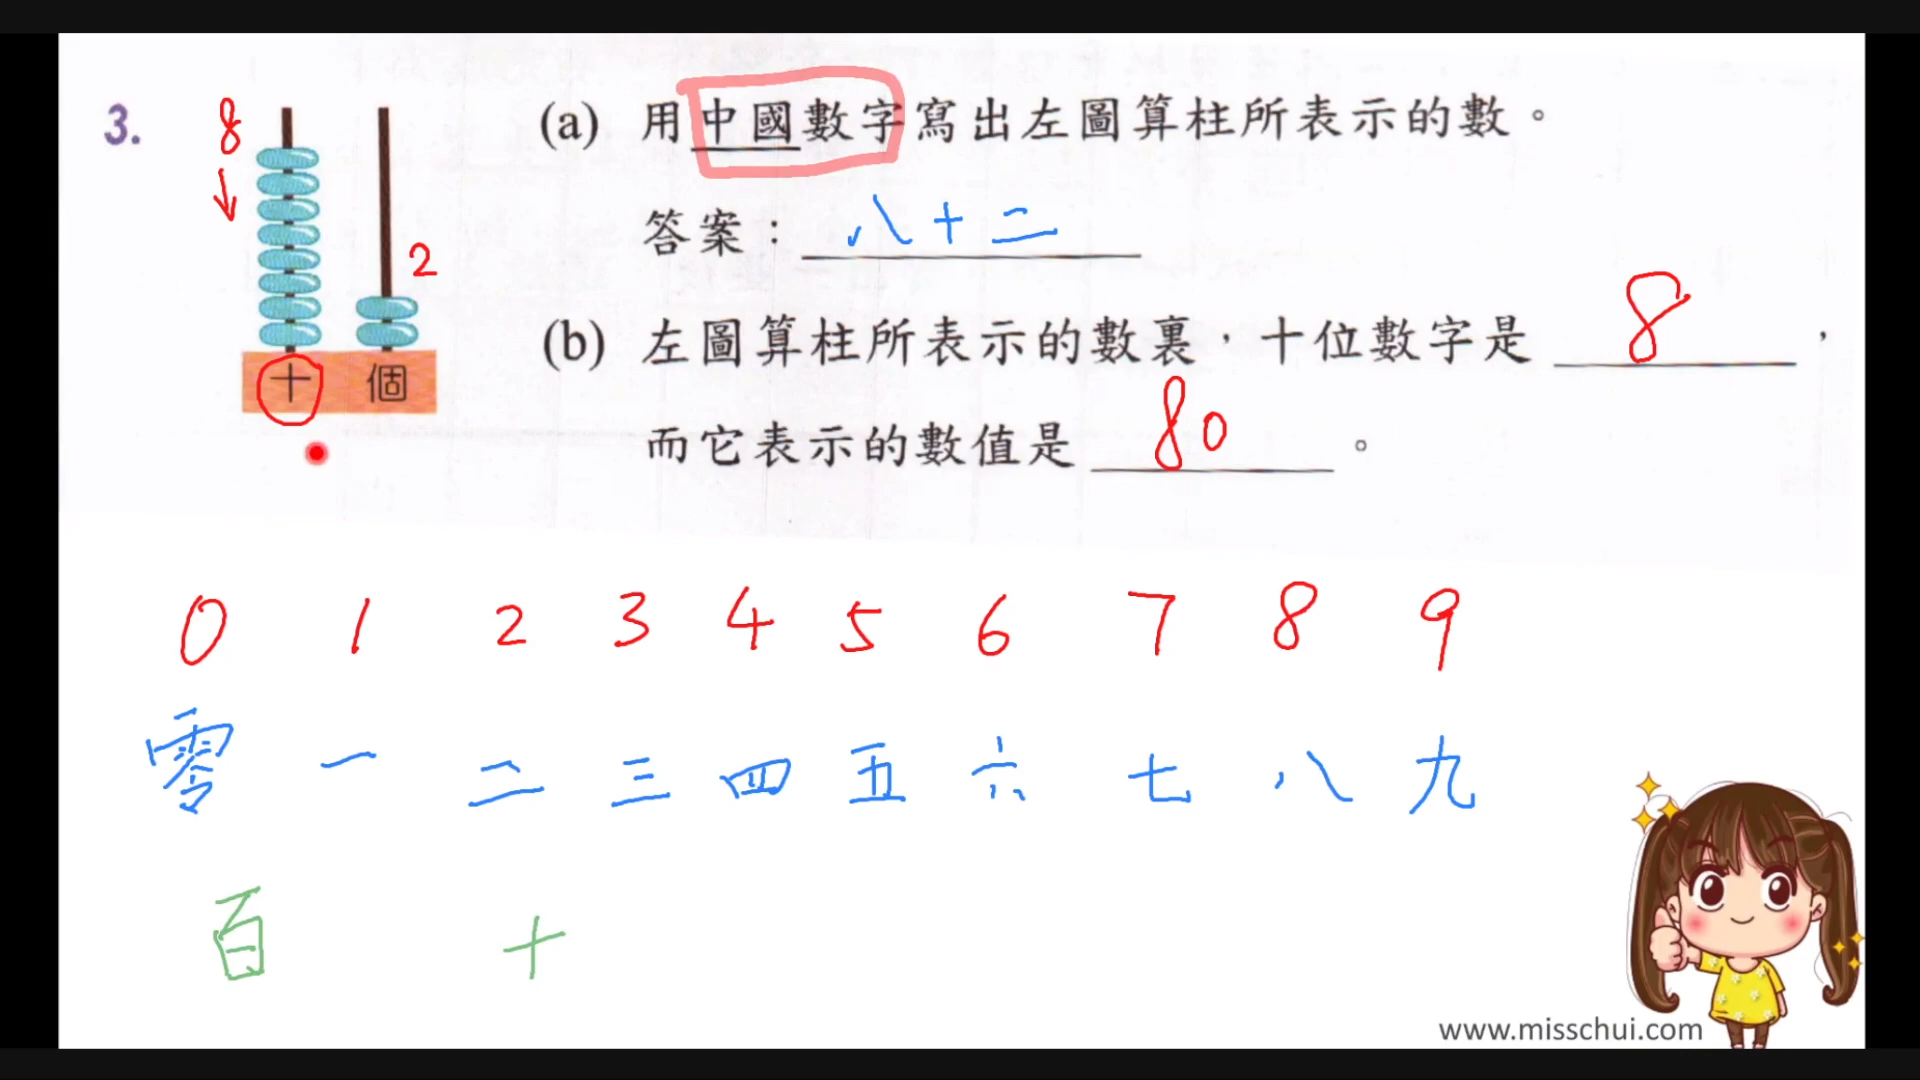 3.
8
2
十 個
(a) 用中國數字寫出左圖算柱所表示的數。
答案： 八十二
(b) 左圖算柱所表示的數裏，十位數字是 8 ，
而它表示的數值是 80 。
0 1 2 3 4 5 6 7 8 9
零 一 二 三 四 五 六 七 八 九
百 十
www.misschui.com